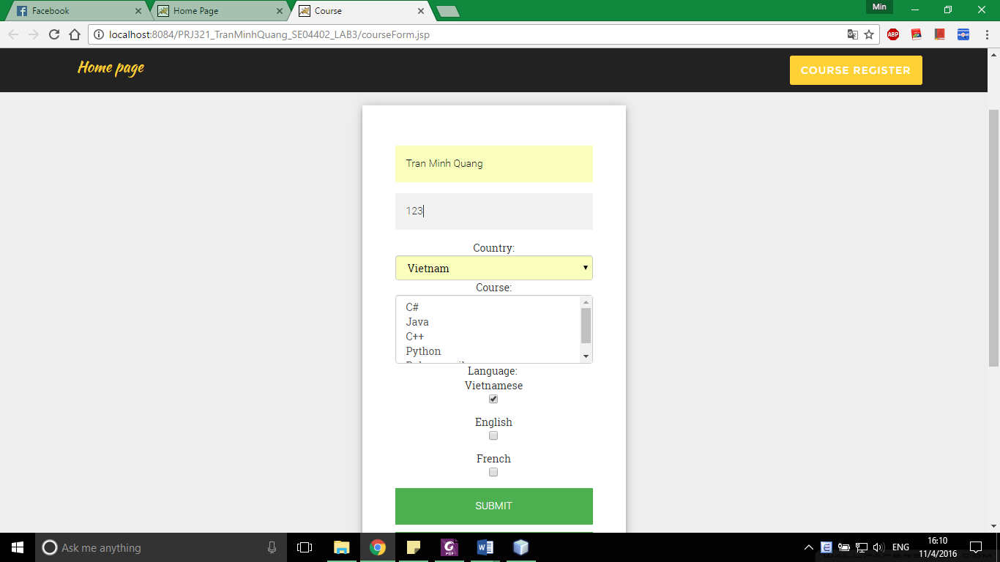 Facebook
Home Page
Course
Min
localhost:8084/PRJ321_TranMinhQuang_SE04402_LAB3/courseForm.jsp
ABP
Home page
COURSE REGISTER
Tran Minh Quang
123
Country:
Vietnam
Course:
C#
Java
C++
Python
Language:
Vietnamese
English
French
SUBMIT
Ask me anything
ENG
16:10
11/4/2016